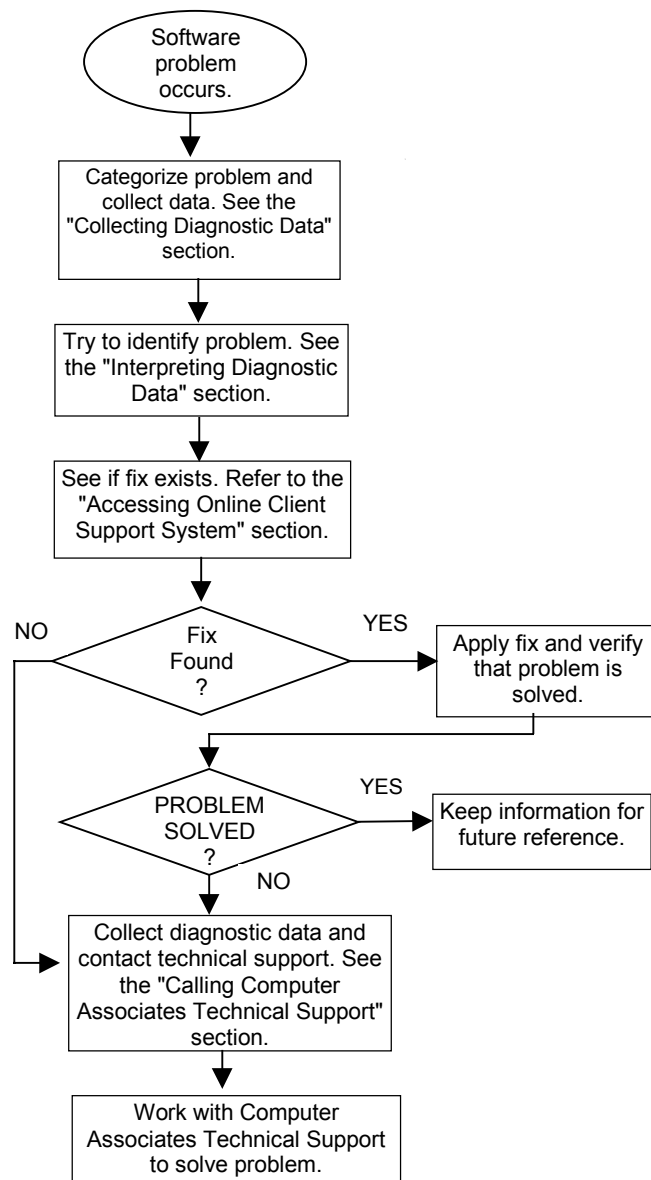 Software
problem
occurs.
Categorize problem and
collect data. See the
"Collecting Diagnostic Data"
section.
Try to identify problem. See
the "Interpreting Diagnostic
Data" section.
See if fix exists. Refer to the
"Accessing Online Client
Support System" section.
NO
Fix
Found
?
YES
Apply fix and verify
that problem is
solved.
PROBLEM
SOLVED
?
YES
Keep information for
future reference.
NO
Collect diagnostic data and
contact technical support. See
the "Calling Computer
Associates Technical Support"
section.
Work with Computer
Associates Technical Support
to solve problem.